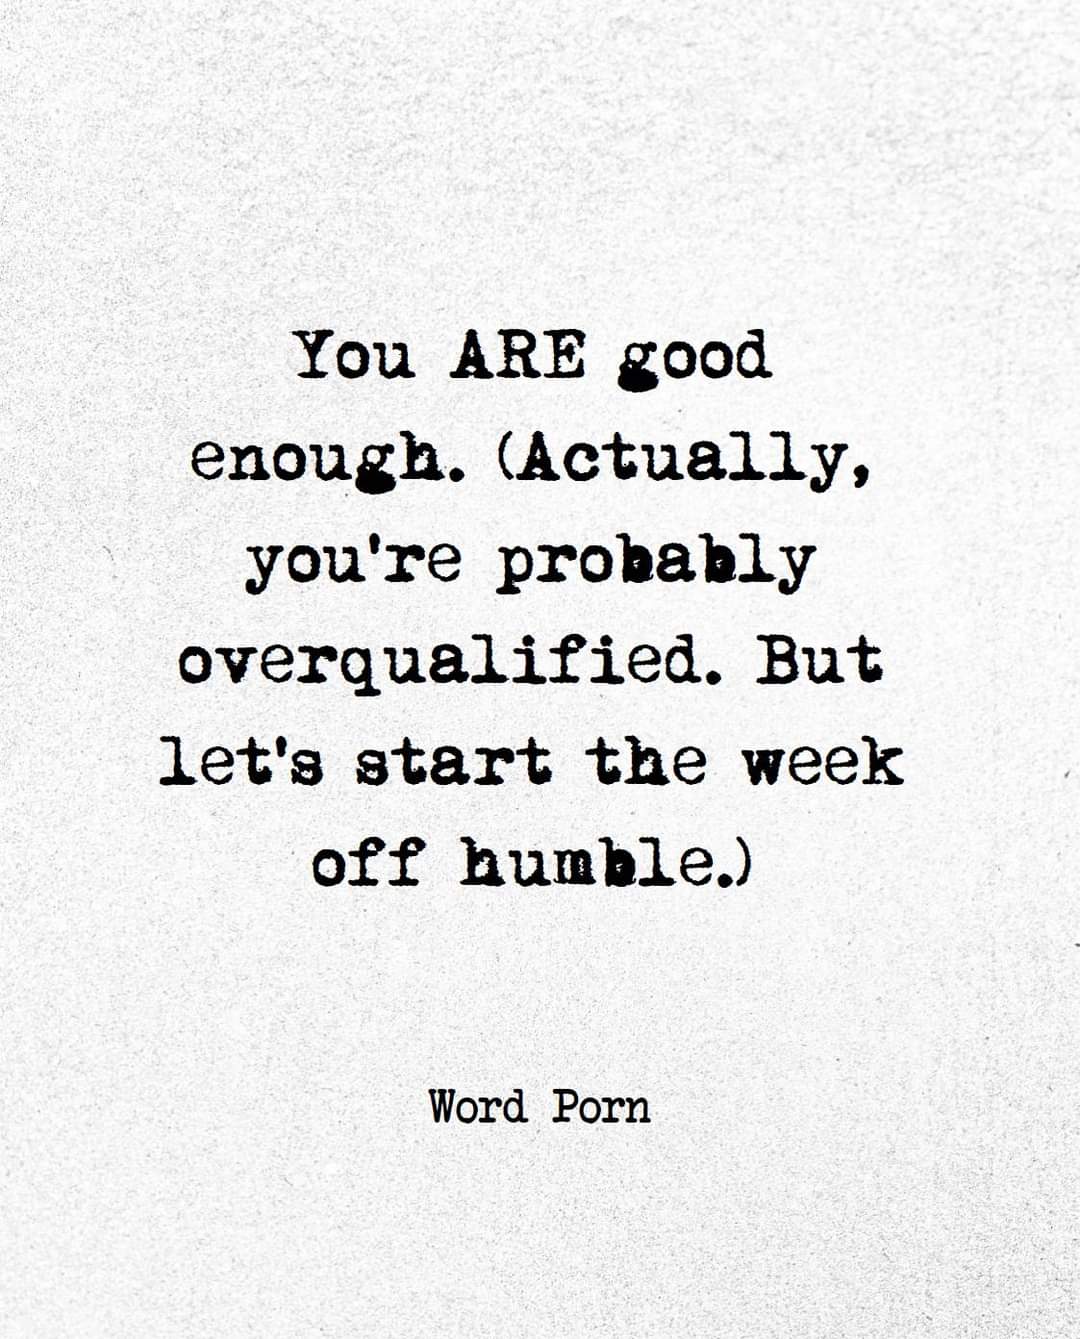 You ARE good
enough. (Actually,
you're probably
overqualified. But
let's start the week
off humble.)
Word Porn